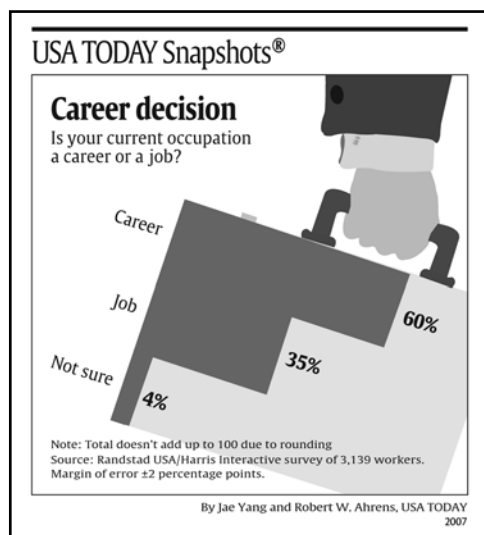 USA TODAY Snapshots®
Career decision
Is your current occupation
a career or a job?
Career
60%
Job
35%
Not sure
4%
Note: Total doesn't add up to 100 due to rounding
Source: Randstad USA/Harris Interactive survey of 3,139 workers.
Margin of error ±2 percentage points.
By Jae Yang and Robert W. Ahrens, USA TODAY
2007